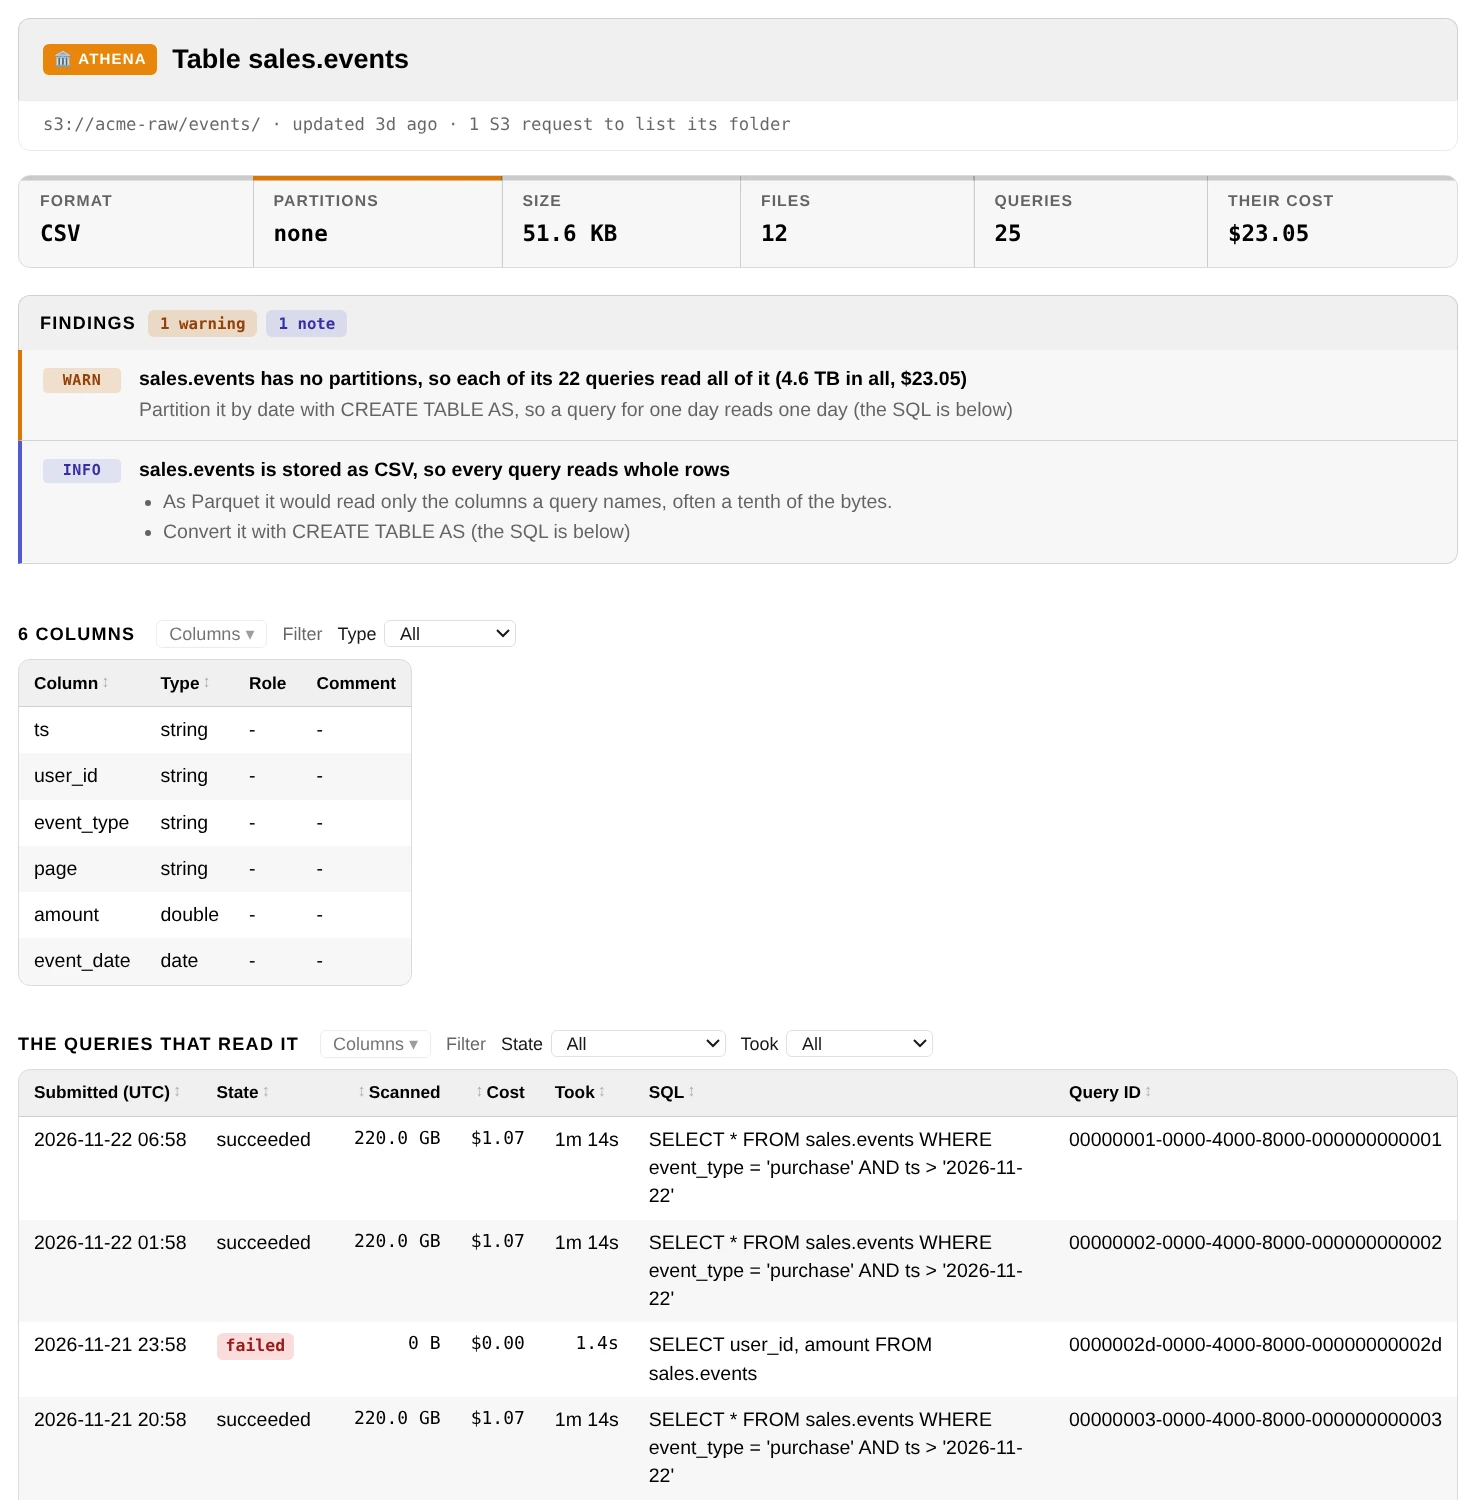 🏛️ ATHENA Table sales.events
s3://acme-raw/events/ · updated 3d ago · 1 S3 request to list its folder
FORMAT PARTITIONS SIZE FILES QUERIES THEIR COST
CSV none 51.6 KB 12 25 $23.05
FINDINGS 1 warning 1 note
WARN sales.events has no partitions, so each of its 22 queries read all of it (4.6 TB in all, $23.05)
Partition it by date with CREATE TABLE AS, so a query for one day reads one day (the SQL is below)
INFO sales.events is stored as CSV, so every query reads whole rows
• As Parquet it would read only the columns a query names, often a tenth of the bytes.
• Convert it with CREATE TABLE AS (the SQL is below)
6 COLUMNS Columns ▾ Filter Type All
Column ↕ Type ↕ Role Comment
ts string - -
user_id string - -
event_type string - -
page string - -
amount double - -
event_date date - -
THE QUERIES THAT READ IT Columns ▾ Filter State All Took All
Submitted (UTC) ↕ State ↕ ↕ Scanned ↕ Cost Took ↕ SQL ↕ Query ID ↕
2026-11-22 06:58 succeeded 220.0 GB $1.07 1m 14s SELECT * FROM sales.events WHERE 00000001-0000-4000-8000-000000000001
event_type = 'purchase' AND ts > '2026-11-
22'
2026-11-22 01:58 succeeded 220.0 GB $1.07 1m 14s SELECT * FROM sales.events WHERE 00000002-0000-4000-8000-000000000002
event_type = 'purchase' AND ts > '2026-11-
22'
2026-11-21 23:58 failed 0 B $0.00 1.4s SELECT user_id, amount FROM 0000002d-0000-4000-8000-00000000002d
sales.events
2026-11-21 20:58 succeeded 220.0 GB $1.07 1m 14s SELECT * FROM sales.events WHERE 00000003-0000-4000-8000-000000000003
event_type = 'purchase' AND ts > '2026-11-
22'